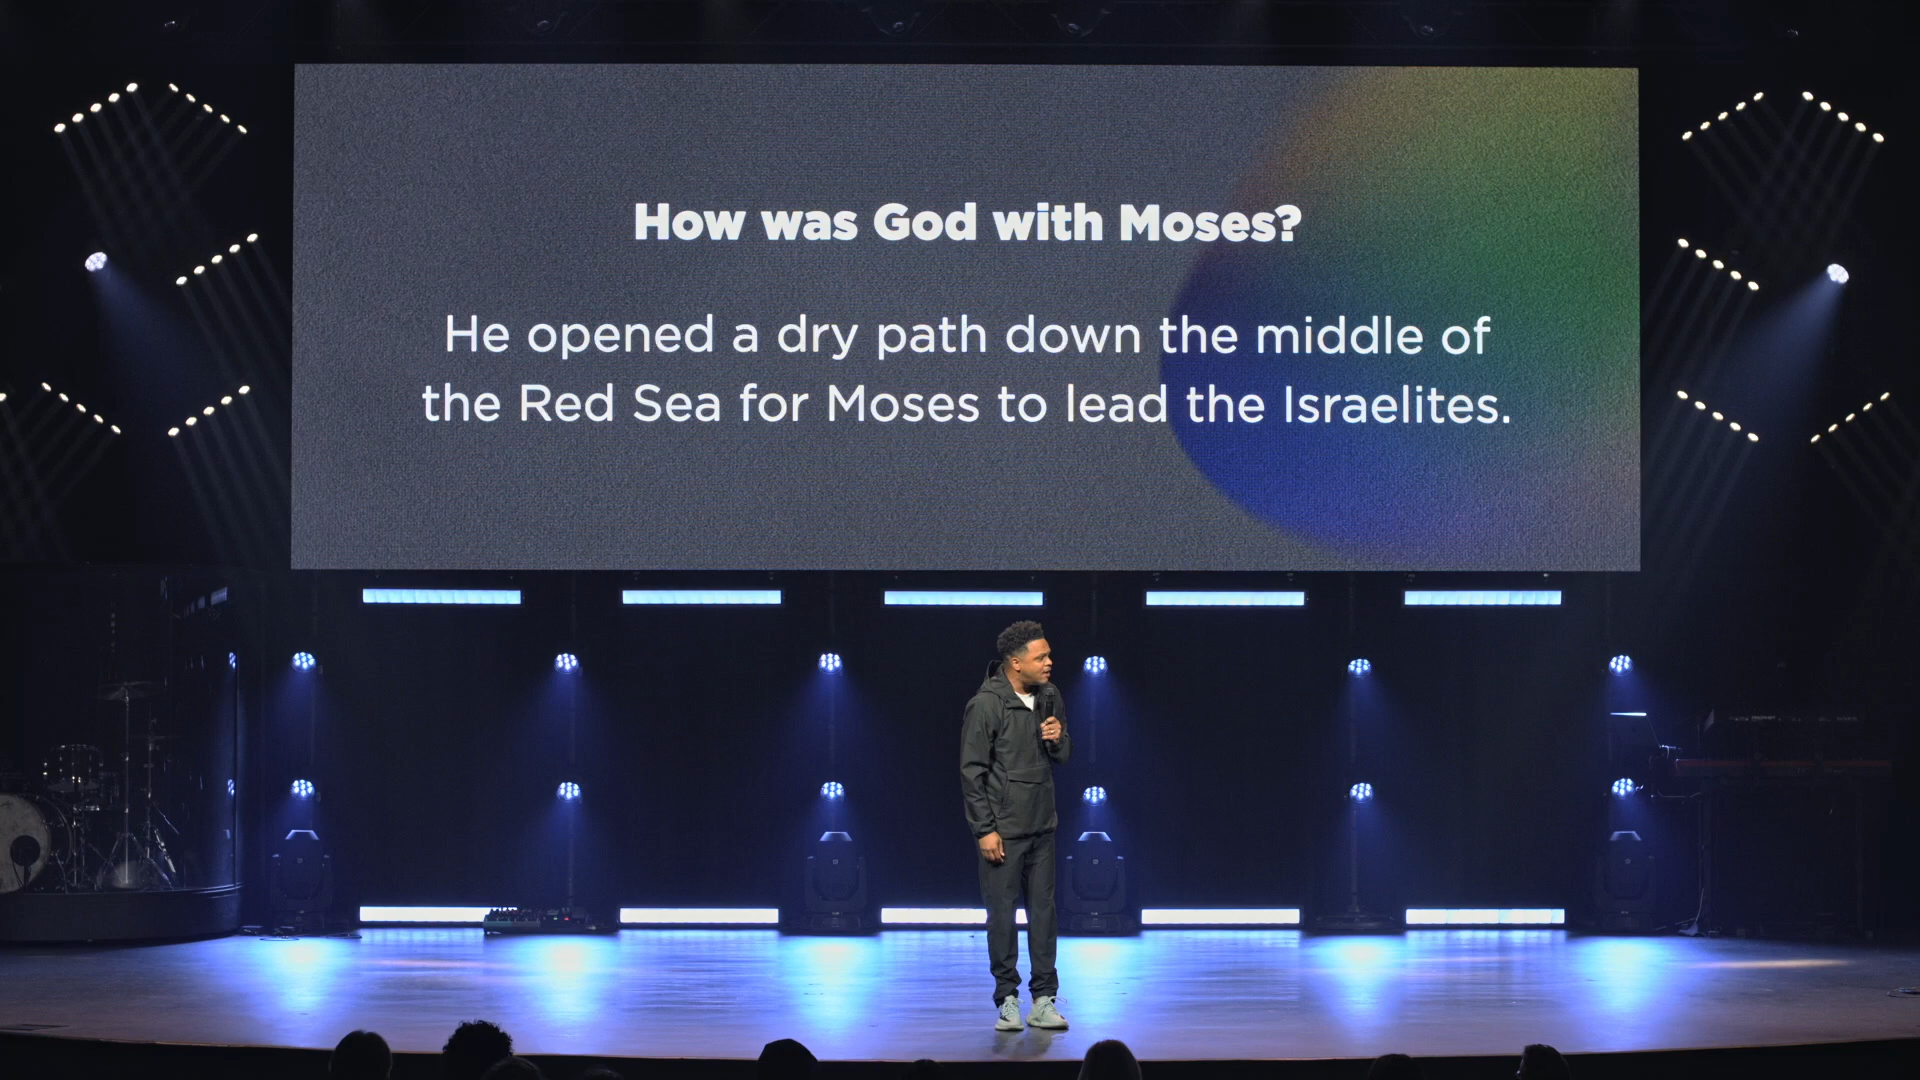 How was God with Moses?
He opened a dry path down the middle of
the Red Sea for Moses to lead the Israelites.